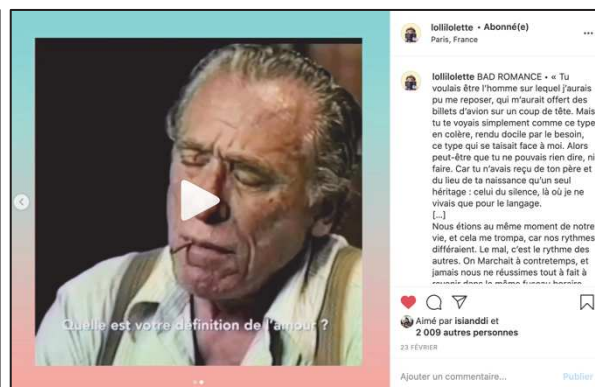 Quelle est votre définition de l'amour ?
lollilolette • Abonné(e)
Paris, France
lollilolette BAD ROMANCE • « Tu
voulais être l'homme sur lequel j'aurais
pu me reposer, qui m'aurait offert des
billets d'avion sur un coup de tête. Mais
tu te voyais simplement comme ce type
en colère, rendu docile par le besoin,
ce type qui se taisait face à moi. Alors
peut-être que tu ne pouvais rien dire, ni
faire. Car tu n'avais reçu de ton père et
du lieu de ta naissance qu'un seul
héritage : celui du silence, là où je ne
vivais que pour le langage.
[...]
Nous étions au même moment de notre
vie, et cela me trompa, car nos rythmes
différaient. Le mal, c'est le rythme des
autres. On Marchait à contretemps, et
jamais nous ne réussîmes tout à fait à
revenir dans le même fuseau horaire
Aimé par isianddi et
2 009 autres personnes
23 FÉVRIER
Ajouter un commentaire...
Publier